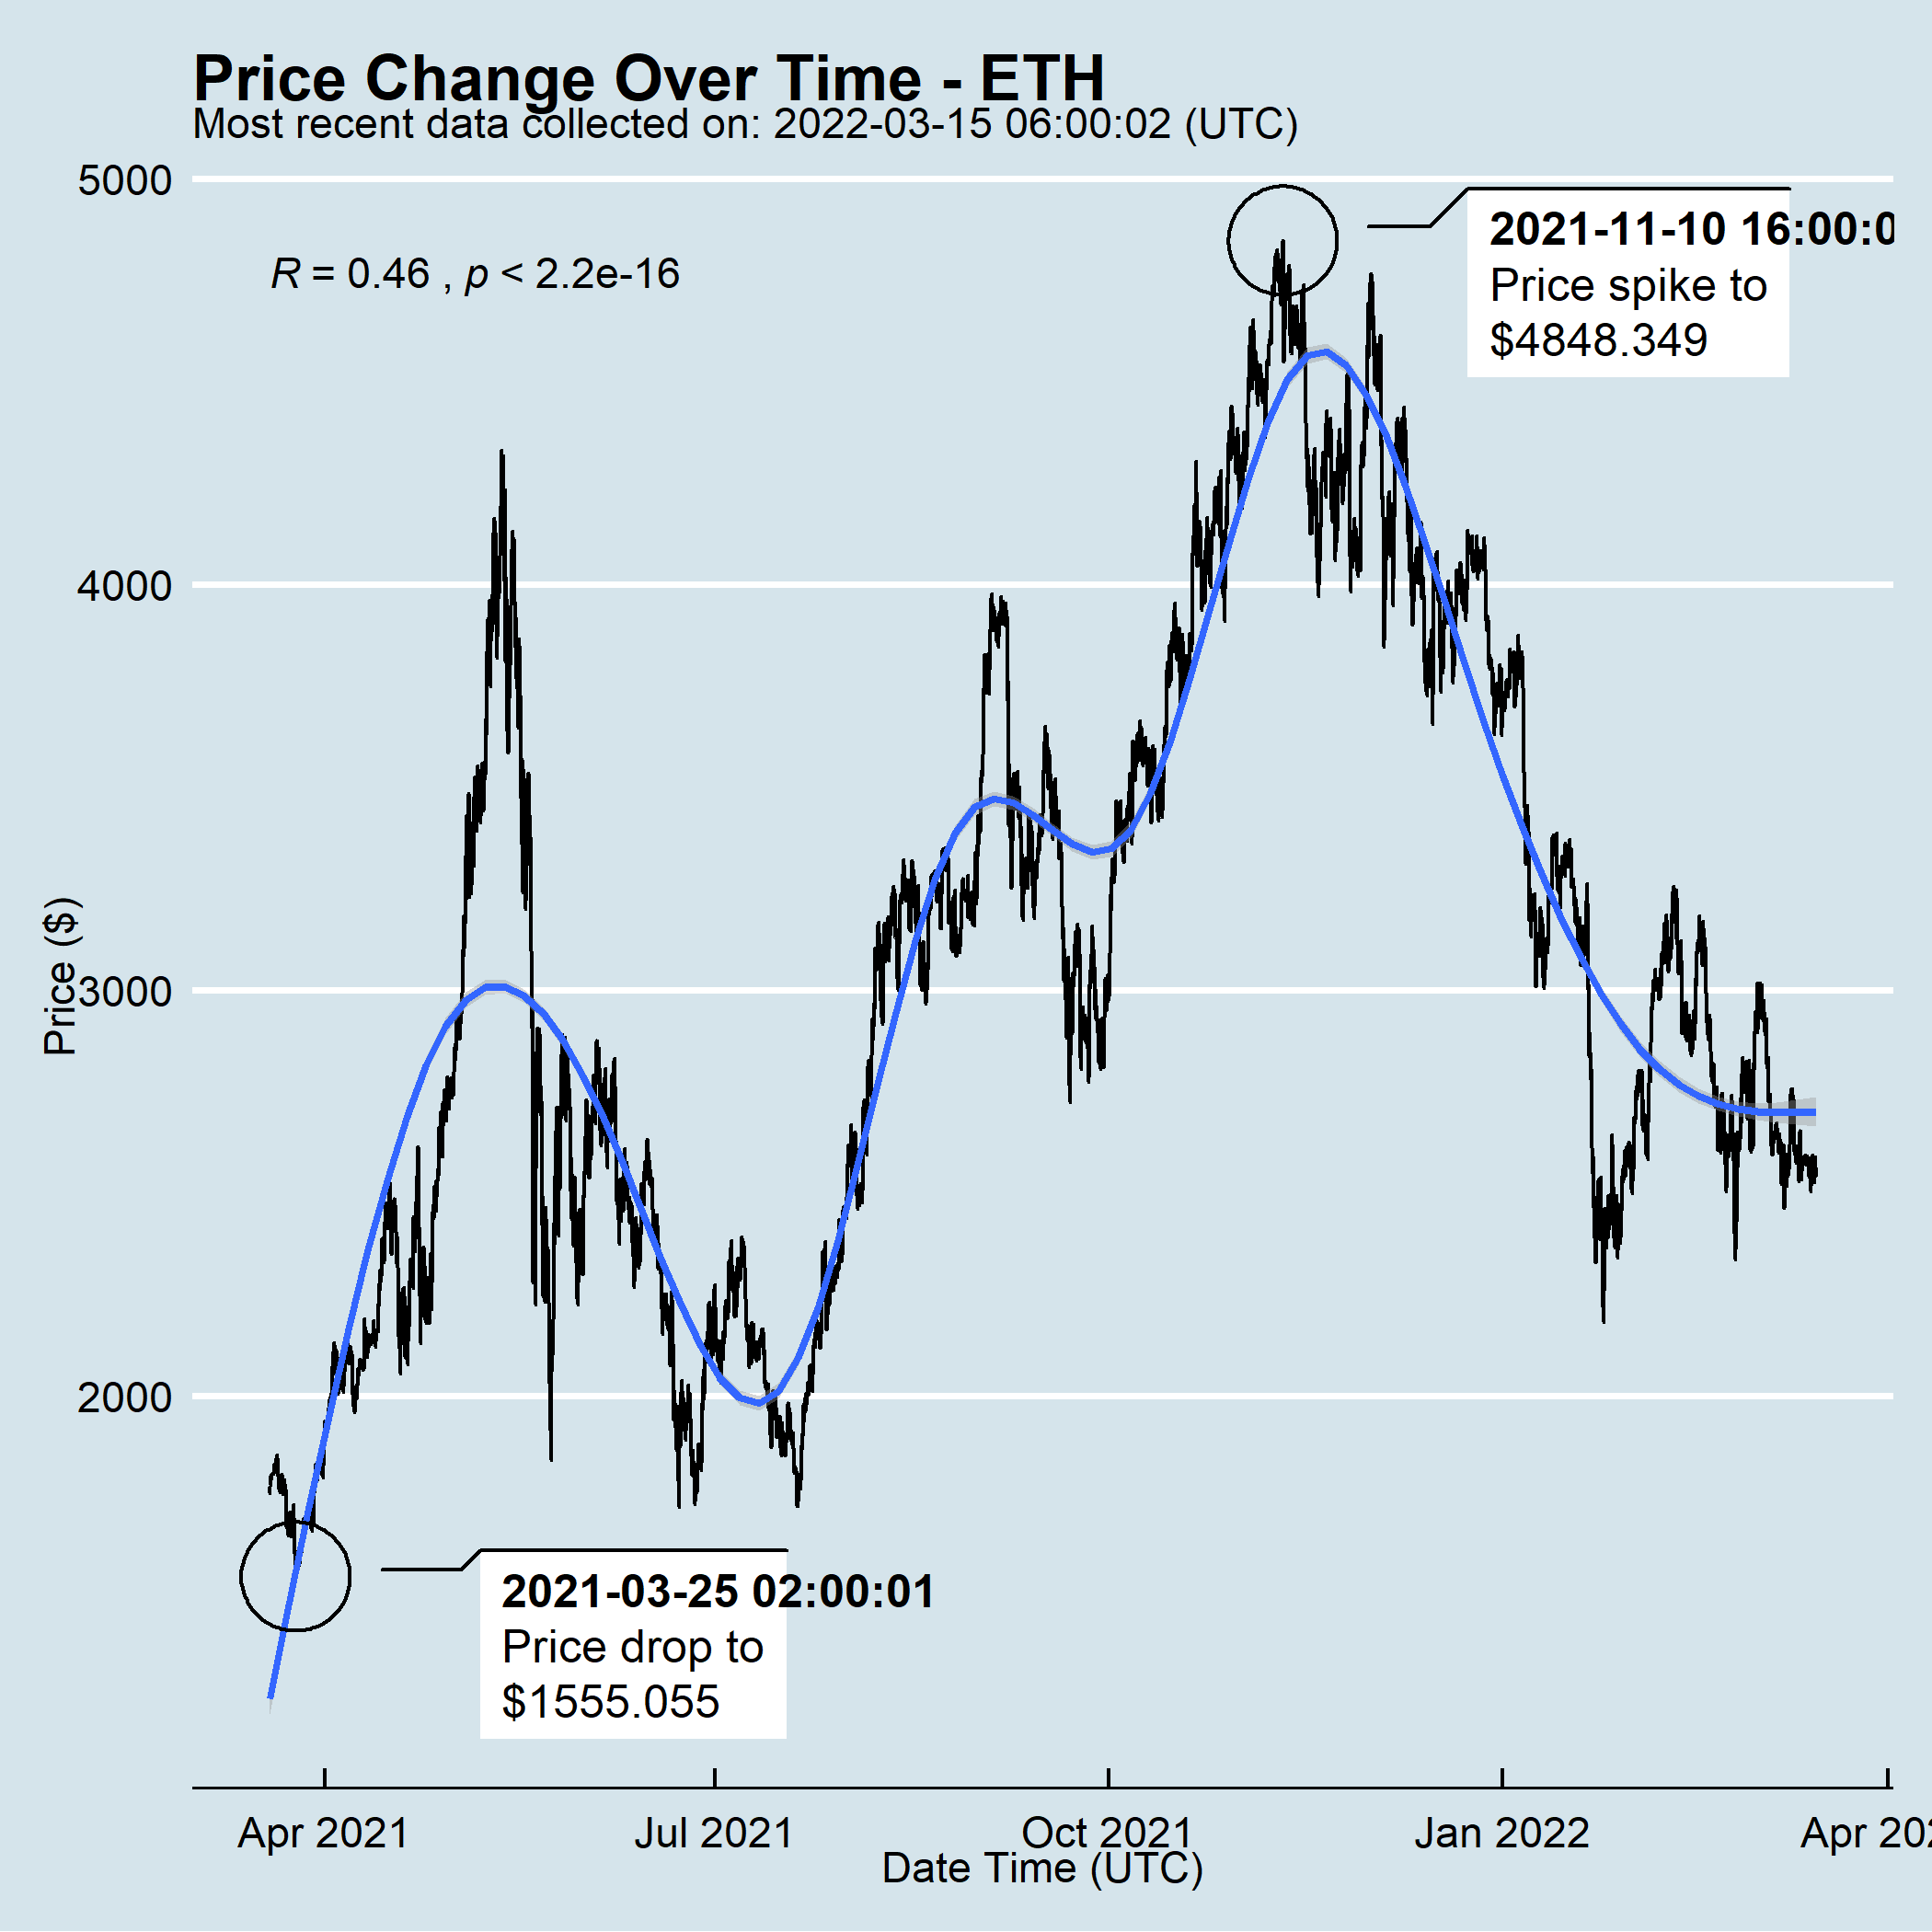 Price Change Over Time - ETH
Most recent data collected on: 2022-03-15 06:00:02 (UTC)
5000
4000
3000
2000
Price ($)
R = 0.46 , p < 2.2e-16
2021-11-10 16:00:0
Price spike to
$4848.349
2021-03-25 02:00:01
Price drop to
$1555.055
Apr 2021
Jul 2021
Oct 2021
Jan 2022
Apr 202
Date Time (UTC)